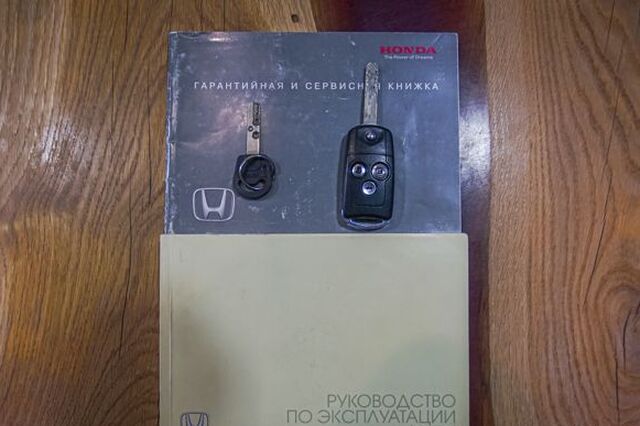 HONDA
The Power of Dreams
ГАРАНТИЙНАЯ И СЕРВИСНАЯ КНИЖКА
РУКОВОДСТВО
ПО ЭКСПЛУАТАЦИИ